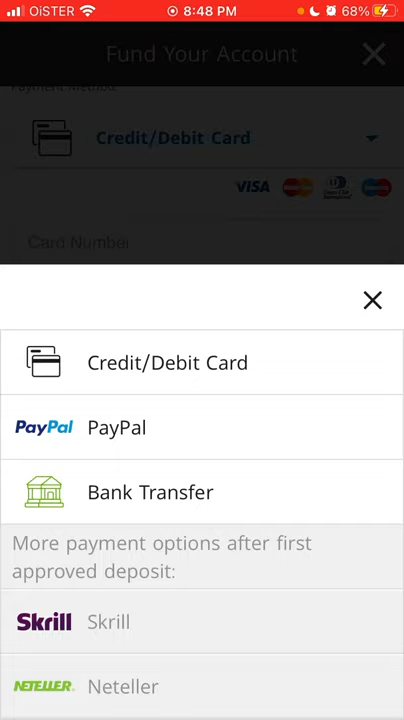 OiSTER 8:48 PM 68%
Fund Your Account
Payment Method
Credit/Debit Card
VISA
Card Number
Credit/Debit Card
PayPal PayPal
Bank Transfer
More payment options after first
approved deposit:
Skrill Skrill
NETELLER Neteller